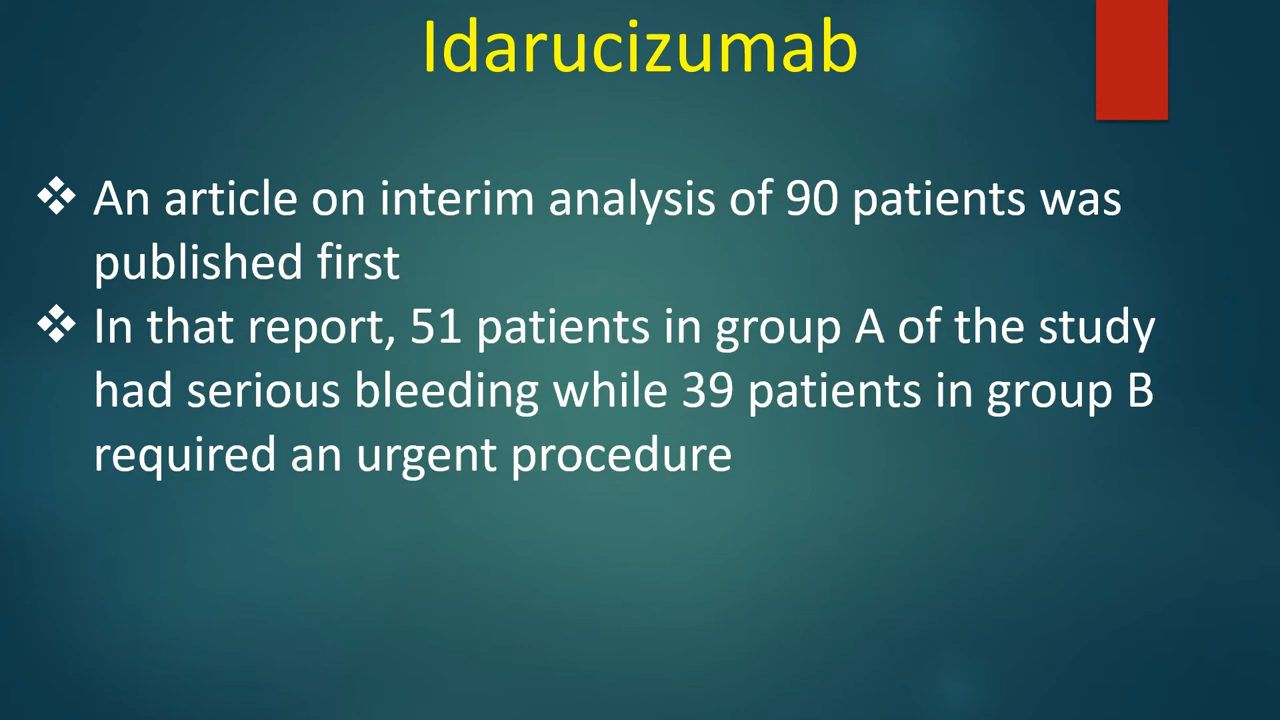 Idarucizumab
❖ An article on interim analysis of 90 patients was
published first
❖ In that report, 51 patients in group A of the study
had serious bleeding while 39 patients in group B
required an urgent procedure